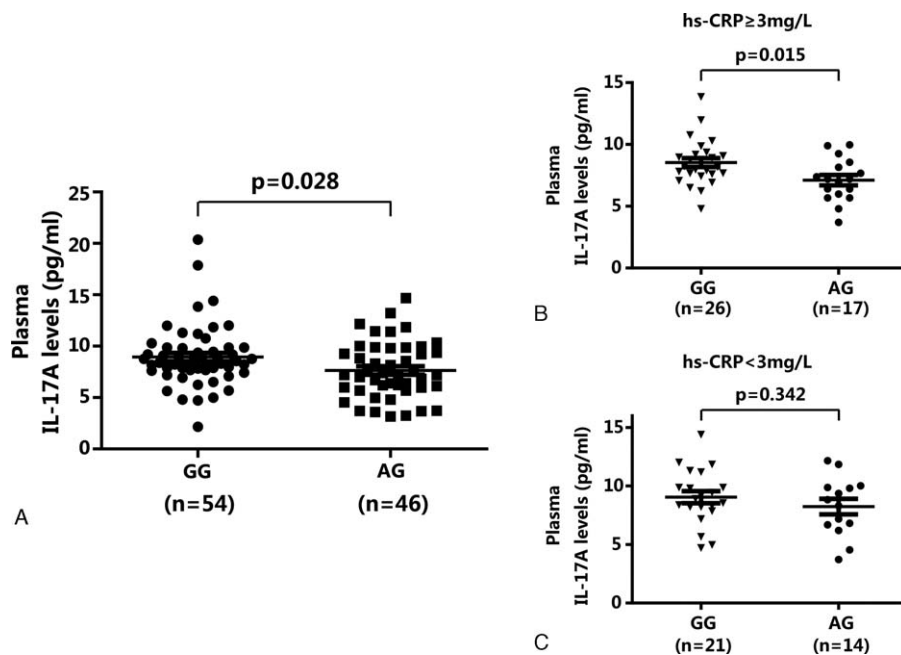 p=0.028
Plasma
IL-17A levels (pg/ml)
25
20
15
10
5
0
GG
AG
(n=54)
(n=46)
A
hs-CRP≥3mg/L
p=0.015
Plasma
IL-17A levels (pg/ml)
15
10
5
0
GG
AG
(n=26)
(n=17)
B
hs-CRP<3mg/L
p=0.342
Plasma
IL-17A levels (pg/ml)
15
10
5
0
GG
AG
(n=21)
(n=14)
C